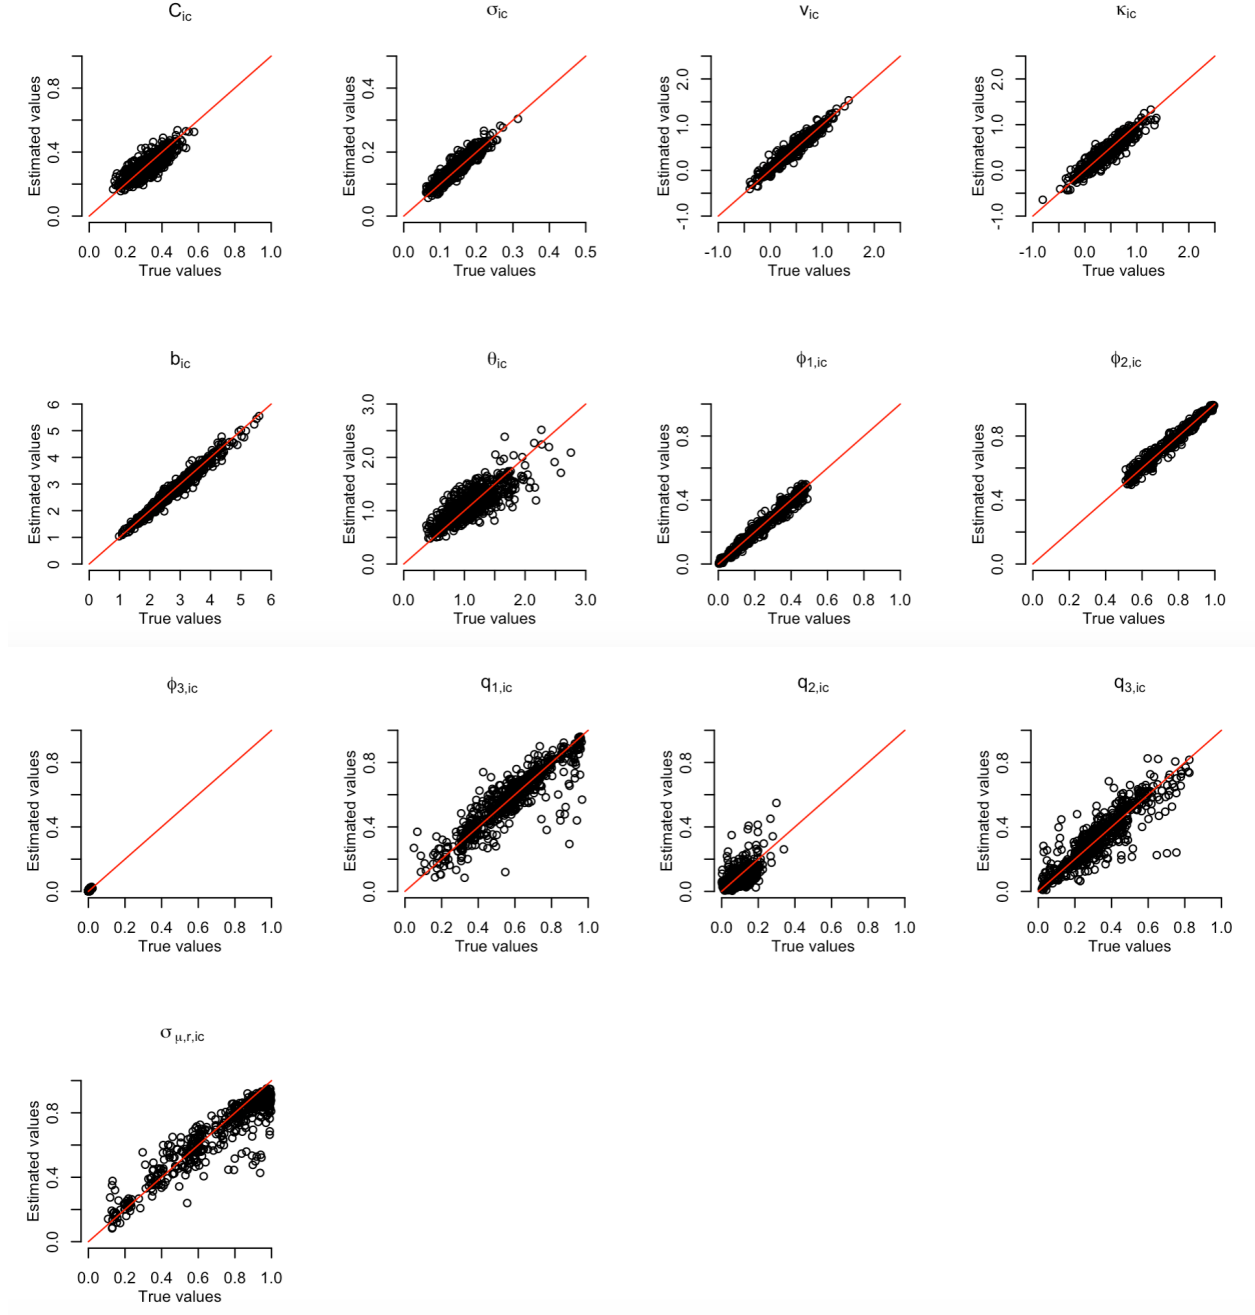 C_ic σ_ic v_ic κ_ic
Estimated values 0.0 0.4 0.8
0.0 0.2 0.4 0.6 0.8 1.0
True values
Estimated values 0.0 0.2 0.4
0.0 0.1 0.2 0.3 0.4 0.5
True values
Estimated values -1.0 0.0 1.0 2.0
-1.0 0.0 1.0 2.0
True values
Estimated values -1.0 0.0 1.0 2.0
-1.0 0.0 1.0 2.0
True values
b_ic θ_ic ϕ_1,ic ϕ_2,ic
Estimated values 0 1 2 3 4 5 6
0 1 2 3 4 5 6
True values
Estimated values 0.0 1.0 2.0 3.0
0.0 1.0 2.0 3.0
True values
Estimated values 0.0 0.4 0.8
0.0 0.2 0.4 0.6 0.8 1.0
True values
Estimated values 0.0 0.4 0.8
0.0 0.2 0.4 0.6 0.8 1.0
True values
ϕ_3,ic q_1,ic q_2,ic q_3,ic
Estimated values 0.0 0.4 0.8
0.0 0.2 0.4 0.6 0.8 1.0
True values
Estimated values 0.0 0.4 0.8
0.0 0.2 0.4 0.6 0.8 1.0
True values
Estimated values 0.0 0.4 0.8
0.0 0.2 0.4 0.6 0.8 1.0
True values
Estimated values 0.0 0.4 0.8
0.0 0.2 0.4 0.6 0.8 1.0
True values
σ_μ,r,ic
Estimated values 0.0 0.4 0.8
0.0 0.2 0.4 0.6 0.8 1.0
True values